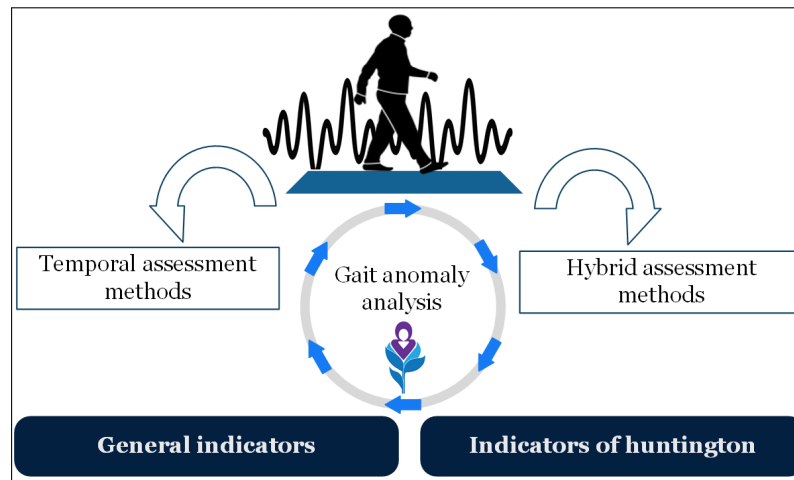 Temporal assessment
methods
Gait anomaly
analysis
Hybrid assessment
methods
General indicators
Indicators of huntington